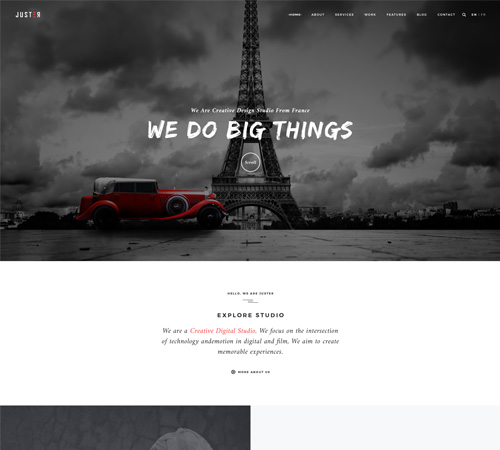 JUSTER
HOME ABOUT SERVICES WORK FEATURES BLOG CONTACT EN | FR
We Are Creative Design Studio From France
WE DO BIG THINGS
Scroll
HELLO, WE ARE JUSTER
EXPLORE STUDIO
We are a Creative Digital Studio. We focus on the intersection
of technology andemotion in digital and film, We aim to create
memorable experiences.
MORE ABOUT US